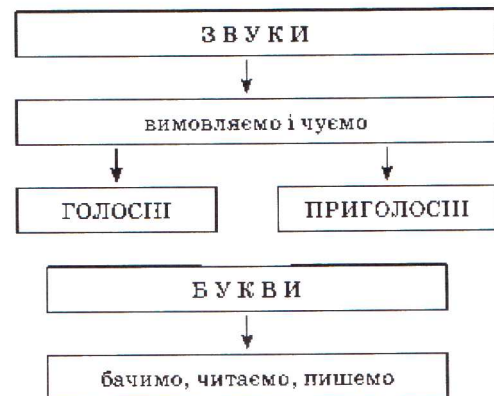 ЗВУКИ
вимовляємо і чуємо
ГОЛОСНІ ПРИГОЛОСНІ
БУКВИ
бачимо, читаємо, пишемо